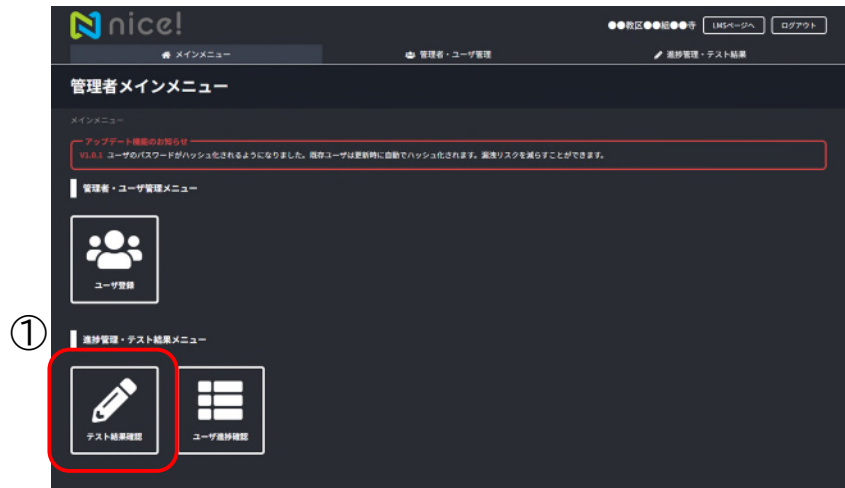 nice!
●●教区●●組●●寺 LMSページへ ログアウト
メインメニュー 管理者・ユーザ管理 進捗管理・テスト結果
管理者メインメニュー
メインメニュー
アップデート機能のお知らせ
V1.0.1 ユーザのパスワードがハッシュ化されるようになりました。既存ユーザは更新時に自動でハッシュ化されます。漏洩リスクを減らすことができます。
管理者・ユーザ管理メニュー
ユーザ登録
①
進捗管理・テスト結果メニュー
テスト結果確認 ユーザ進捗確認